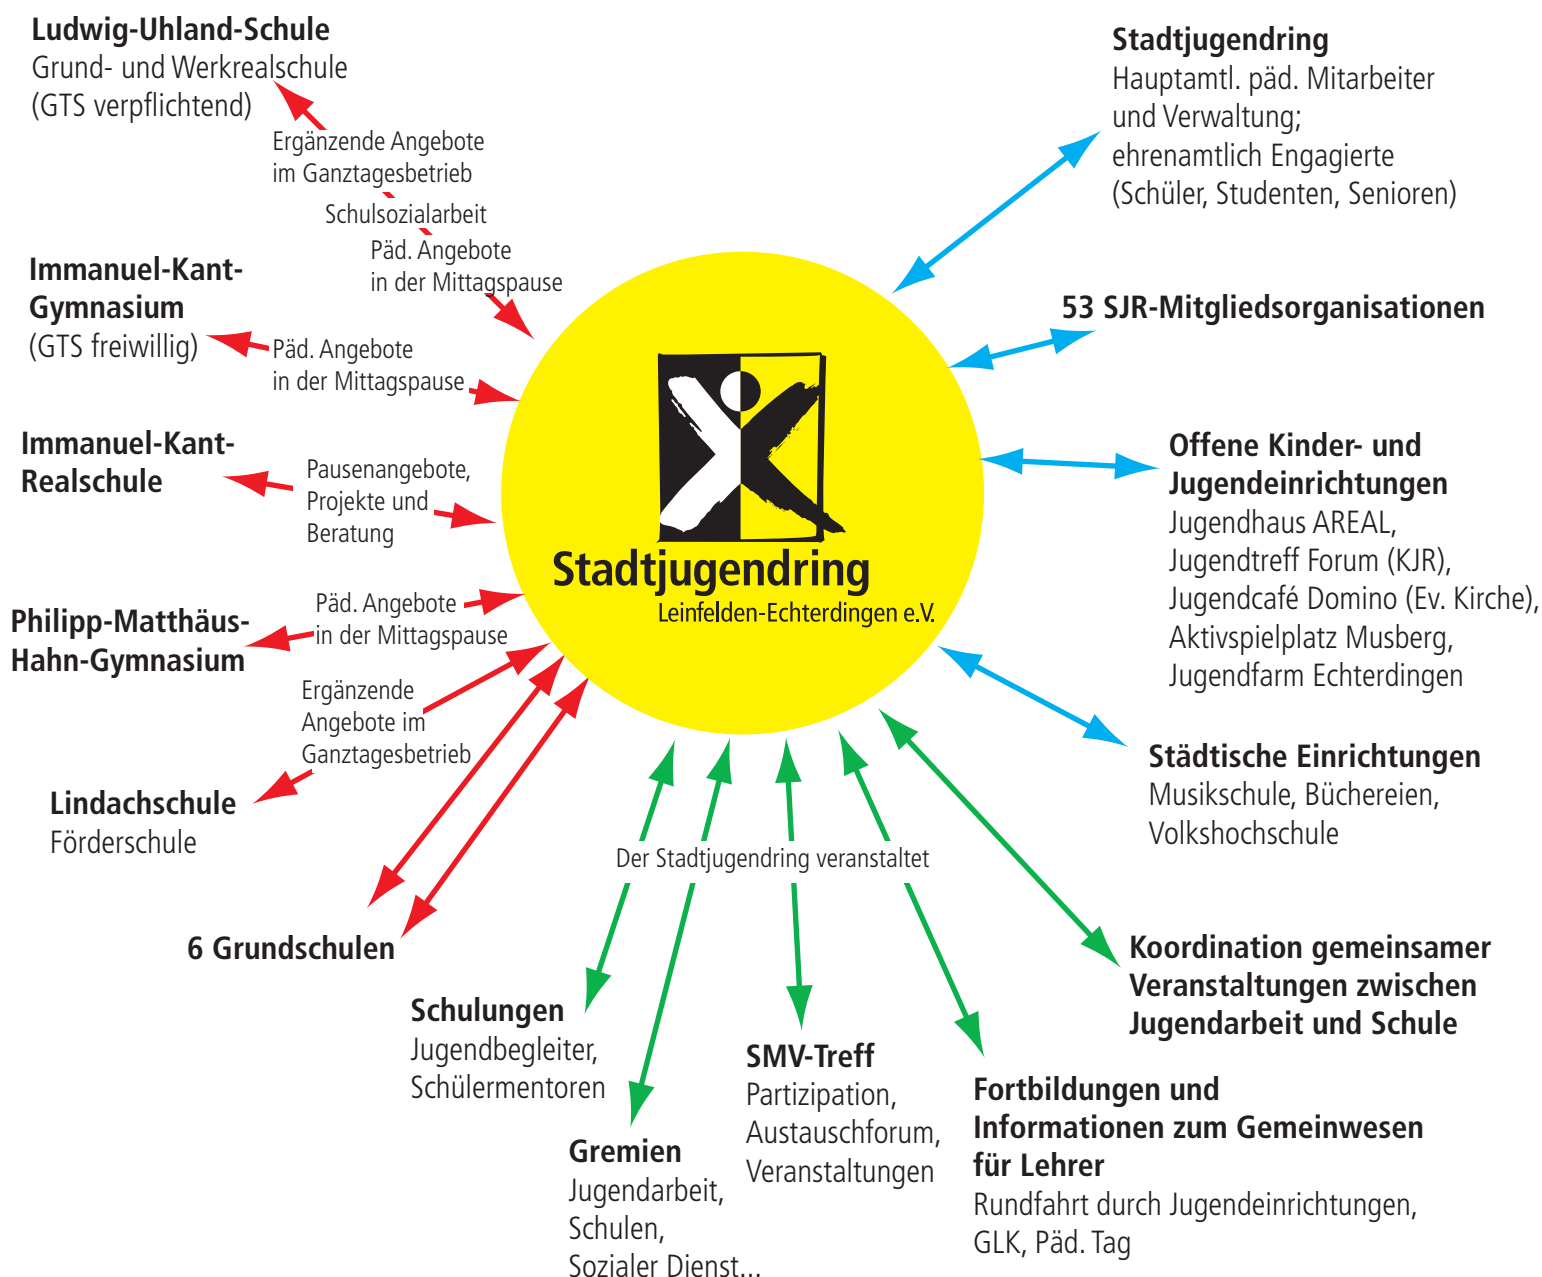 Ludwig-Uhland-Schule
Grund- und Werkrealschule
(GTS verpflichtend)
Ergänzende Angebote
im Ganztagesbetrieb
Schulsozialarbeit
Päd. Angebote
in der Mittagspause
Immanuel-Kant-
Gymnasium
(GTS freiwillig)
Päd. Angebote
in der Mittagspause
Immanuel-Kant-
Realschule
Pausenangebote,
Projekte und
Beratung
Philipp-Matthäus-
Hahn-Gymnasium
Päd. Angebote
in der Mittagspause
Lindachschule
Förderschule
Ergänzende
Angebote im
Ganztagesbetrieb
6 Grundschulen
Stadtjugendring
Leinfelden-Echterdingen e.V.
Stadtjugendring
Hauptamtl. päd. Mitarbeiter
und Verwaltung;
ehrenamtlich Engagierte
(Schüler, Studenten, Senioren)
53 SJR-Mitgliedsorganisationen
Offene Kinder- und
Jugendeinrichtungen
Jugendhaus AREAL,
Jugendtreff Forum (KJR),
Jugendcafé Domino (Ev. Kirche),
Aktivspielplatz Musberg,
Jugendfarm Echterdingen
Städtische Einrichtungen
Musikschule, Büchereien,
Volkshochschule
Der Stadtjugendring veranstaltet
Schulungen
Jugendbegleiter,
Schülermentoren
Gremien
Jugendarbeit,
Schulen,
Sozialer Dienst...
SMV-Treff
Partizipation,
Austauschforum,
Veranstaltungen
Fortbildungen und
Informationen zum Gemeinwesen
für Lehrer
Rundfahrt durch Jugendeinrichtungen,
GLK, Päd. Tag
Koordination gemeinsamer
Veranstaltungen zwischen
Jugendarbeit und Schule